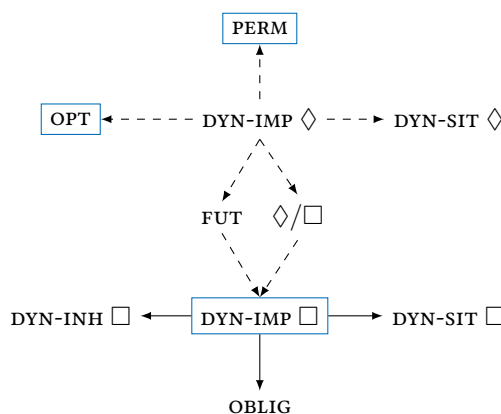 PERM
OPT DYN-IMP ◇ DYN-SIT ◇
FUT ◇/□
DYN-INH □ DYN-IMP □ DYN-SIT □
OBLIG